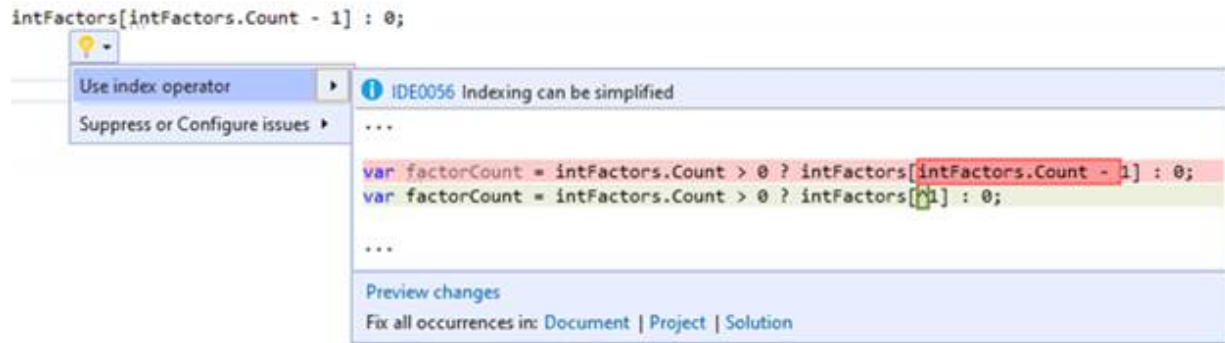 intFactors[intFactors.Count - 1] : 0;
Use index operator
Suppress or Configure issues
IDE0056 Indexing can be simplified
...
var factorCount = intFactors.Count > 0 ? intFactors[intFactors.Count - 1] : 0;
var factorCount = intFactors.Count > 0 ? intFactors[^1] : 0;
...
Preview changes
Fix all occurrences in: Document | Project | Solution